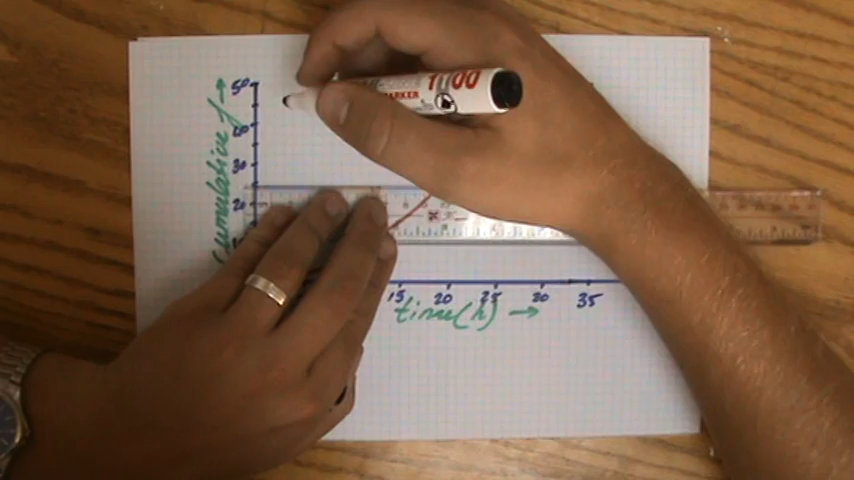 50
40
30
20
cumulative f →
15 20 25 30 35
time(h) →
1100
MARKER